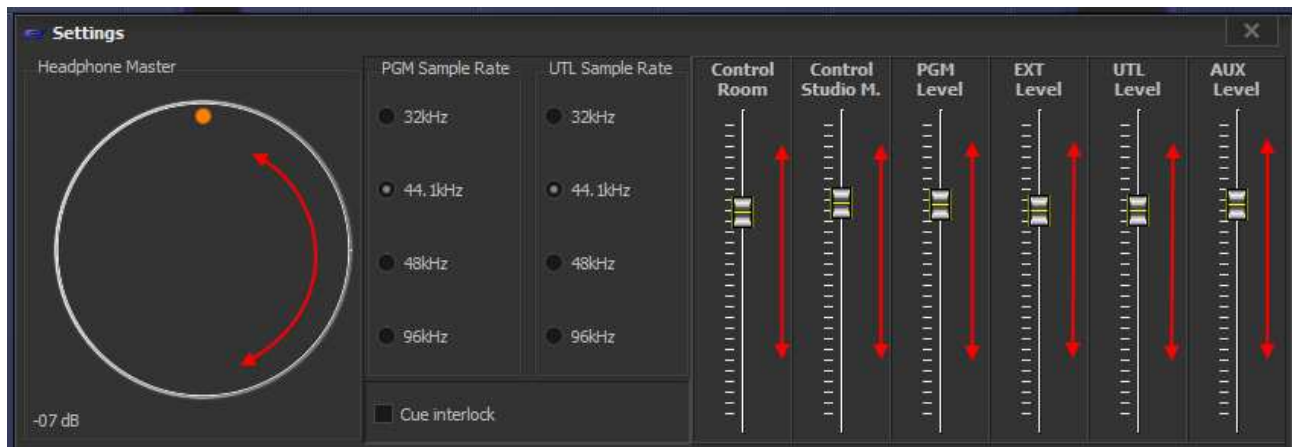 Settings
Headphone Master
-07 dB
PGM Sample Rate
32kHz
44.1kHz
48kHz
96kHz
UTL Sample Rate
32kHz
44.1kHz
48kHz
96kHz
Cue interlock
Control
Room
Control
Studio M.
PGM
Level
EXT
Level
UTL
Level
AUX
Level